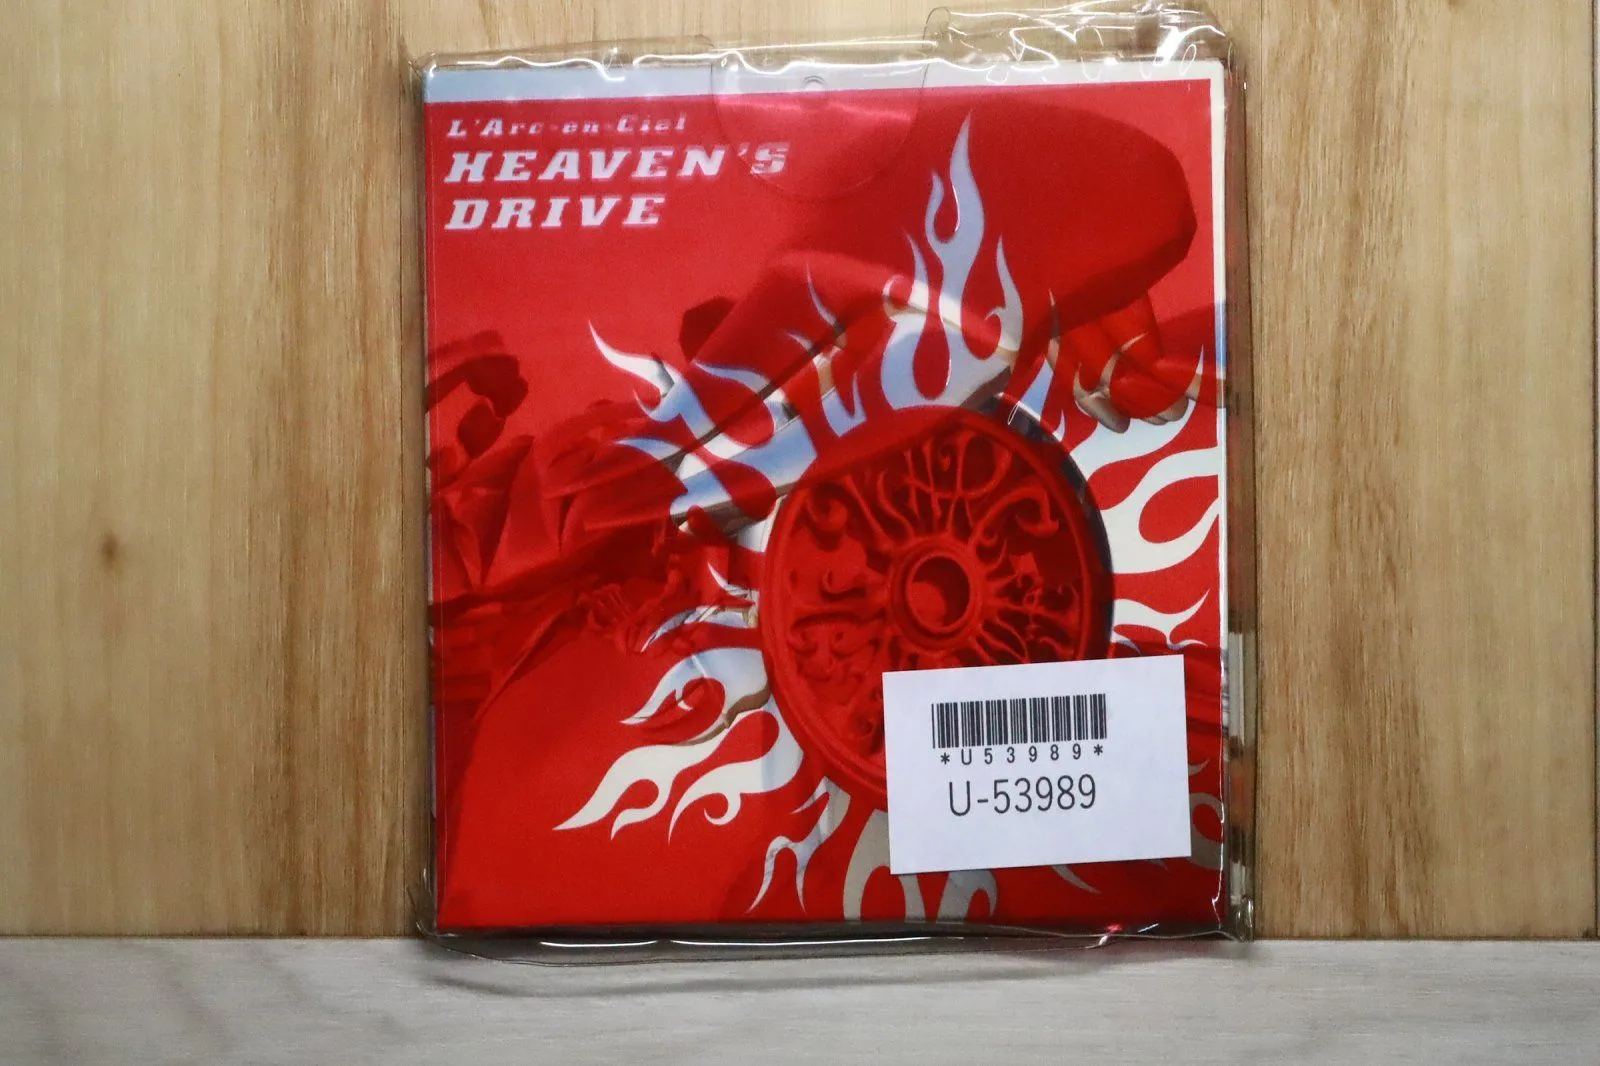 L'Arc~en~Ciel
HEAVEN'S
DRIVE
*U53989*
U-53989